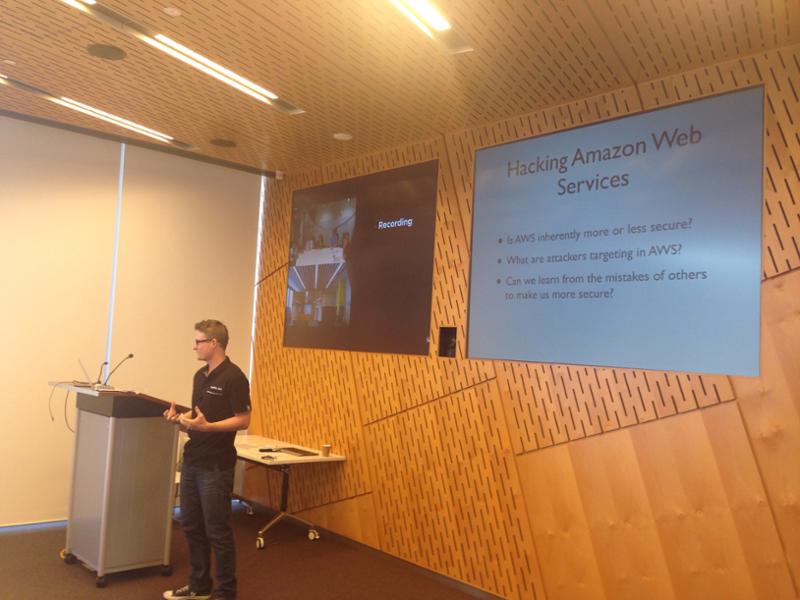 Recording
Hacking Amazon Web
Services
• Is AWS inherently more or less secure?
• What are attackers targeting in AWS?
• Can we learn from the mistakes of others
to make us more secure?